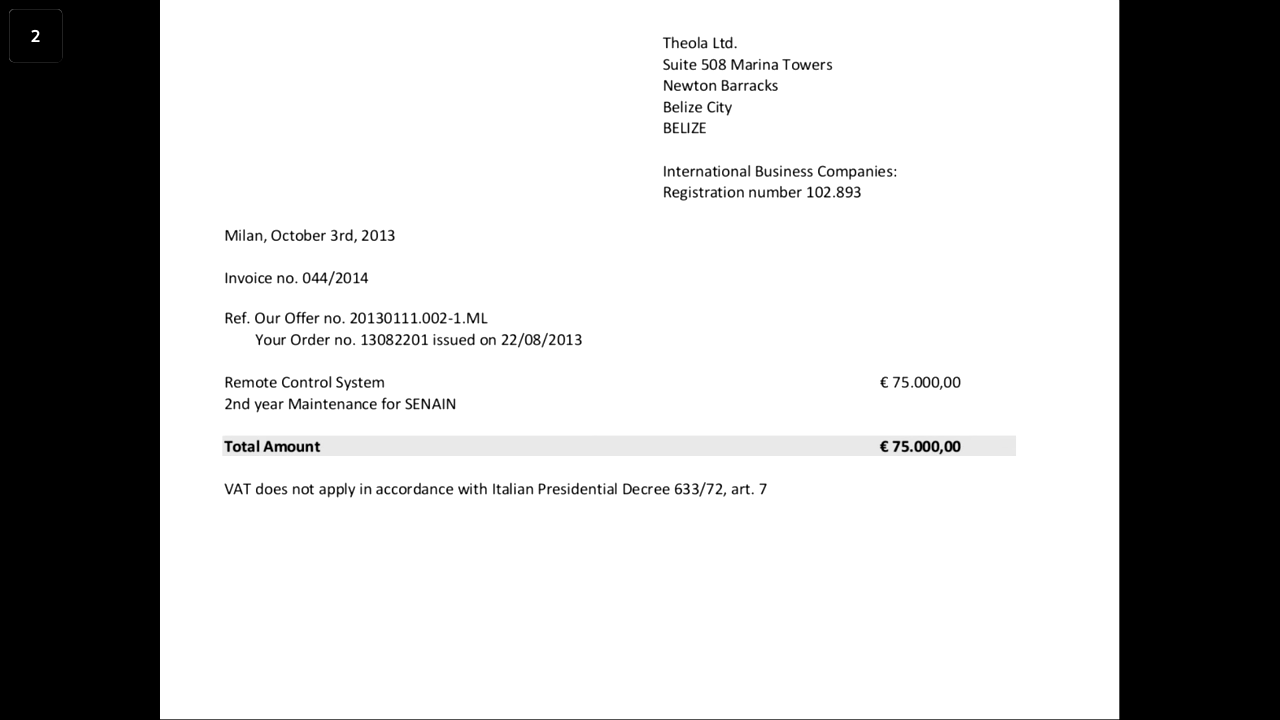 2
Theola Ltd.
Suite 508 Marina Towers
Newton Barracks
Belize City
BELIZE
International Business Companies:
Registration number 102.893
Milan, October 3rd, 2013
Invoice no. 044/2014
Ref. Our Offer no. 20130111.002-1.ML
Your Order no. 13082201 issued on 22/08/2013
Remote Control System € 75.000,00
2nd year Maintenance for SENAIN
Total Amount € 75.000,00
VAT does not apply in accordance with Italian Presidential Decree 633/72, art. 7